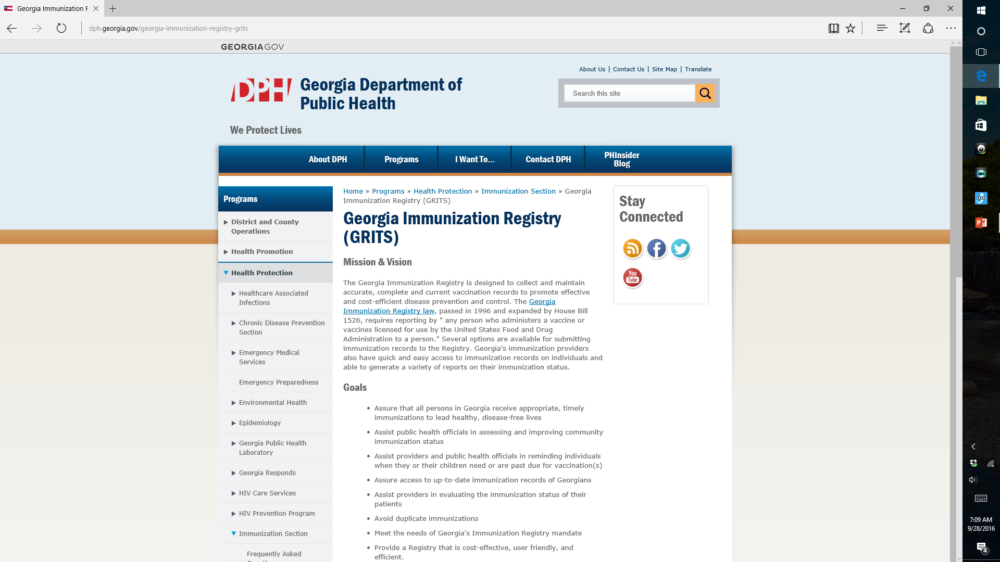 Georgia Immunization R
dph.georgia.gov/georgia-immunization-registry-grits
GEORGIAGOV
About Us | Contact Us | Site Map | Translate
DPH
Georgia Department of
Public Health
Search this site
We Protect Lives
About DPH
Programs
I Want To...
Contact DPH
PHInsider
Blog
Programs
District and County
Operations
Health Promotion
Health Protection
Healthcare Associated
Infections
Chronic Disease Prevention
Section
Emergency Medical
Services
Emergency Preparedness
Environmental Health
Epidemiology
Georgia Public Health
Laboratory
Georgia Responds
HIV Care Services
HIV Prevention Program
Immunization Section
Frequently Asked
Home » Programs » Health Protection » Immunization Section » Georgia
Immunization Registry (GRITS)
Georgia Immunization Registry
(GRITS)
Mission & Vision
The Georgia Immunization Registry is designed to collect and maintain
accurate, complete and current vaccination records to promote effective
and cost-efficient disease prevention and control. The Georgia
Immunization Registry law, passed in 1996 and expanded by House Bill
1526, requires reporting by " any person who administers a vaccine or
vaccines licensed for use by the United States Food and Drug
Administration to a person." Several options are available for submitting
immunization records to the Registry. Georgia's immunization providers
also have quick and easy access to immunization records on individuals and
able to generate a variety of reports on their immunization status.
Goals
• Assure that all persons in Georgia receive appropriate, timely
immunizations to lead healthy, disease-free lives
• Assist public health officials in assessing and improving community
immunization status
• Assist providers and public health officials in reminding individuals
when they or their children need or are past due for vaccination(s)
• Assure access to up-to-date immunization records of Georgians
• Assist providers in evaluating the immunization status of their
patients
• Avoid duplicate immunizations
• Meet the needs of Georgia's Immunization Registry mandate
• Provide a Registry that is cost-effective, user friendly, and
efficient.
Stay
Connected
You
Tube
7:09 AM
9/28/2016
4